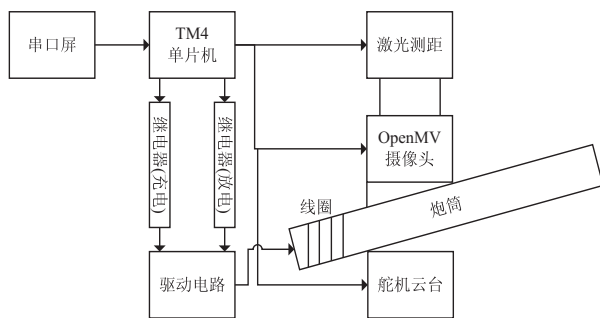 串口屏
TM4
单片机
激光测距
继电器(充电)
继电器(放电)
OpenMV
摄像头
线圈
炮筒
驱动电路
舵机云台